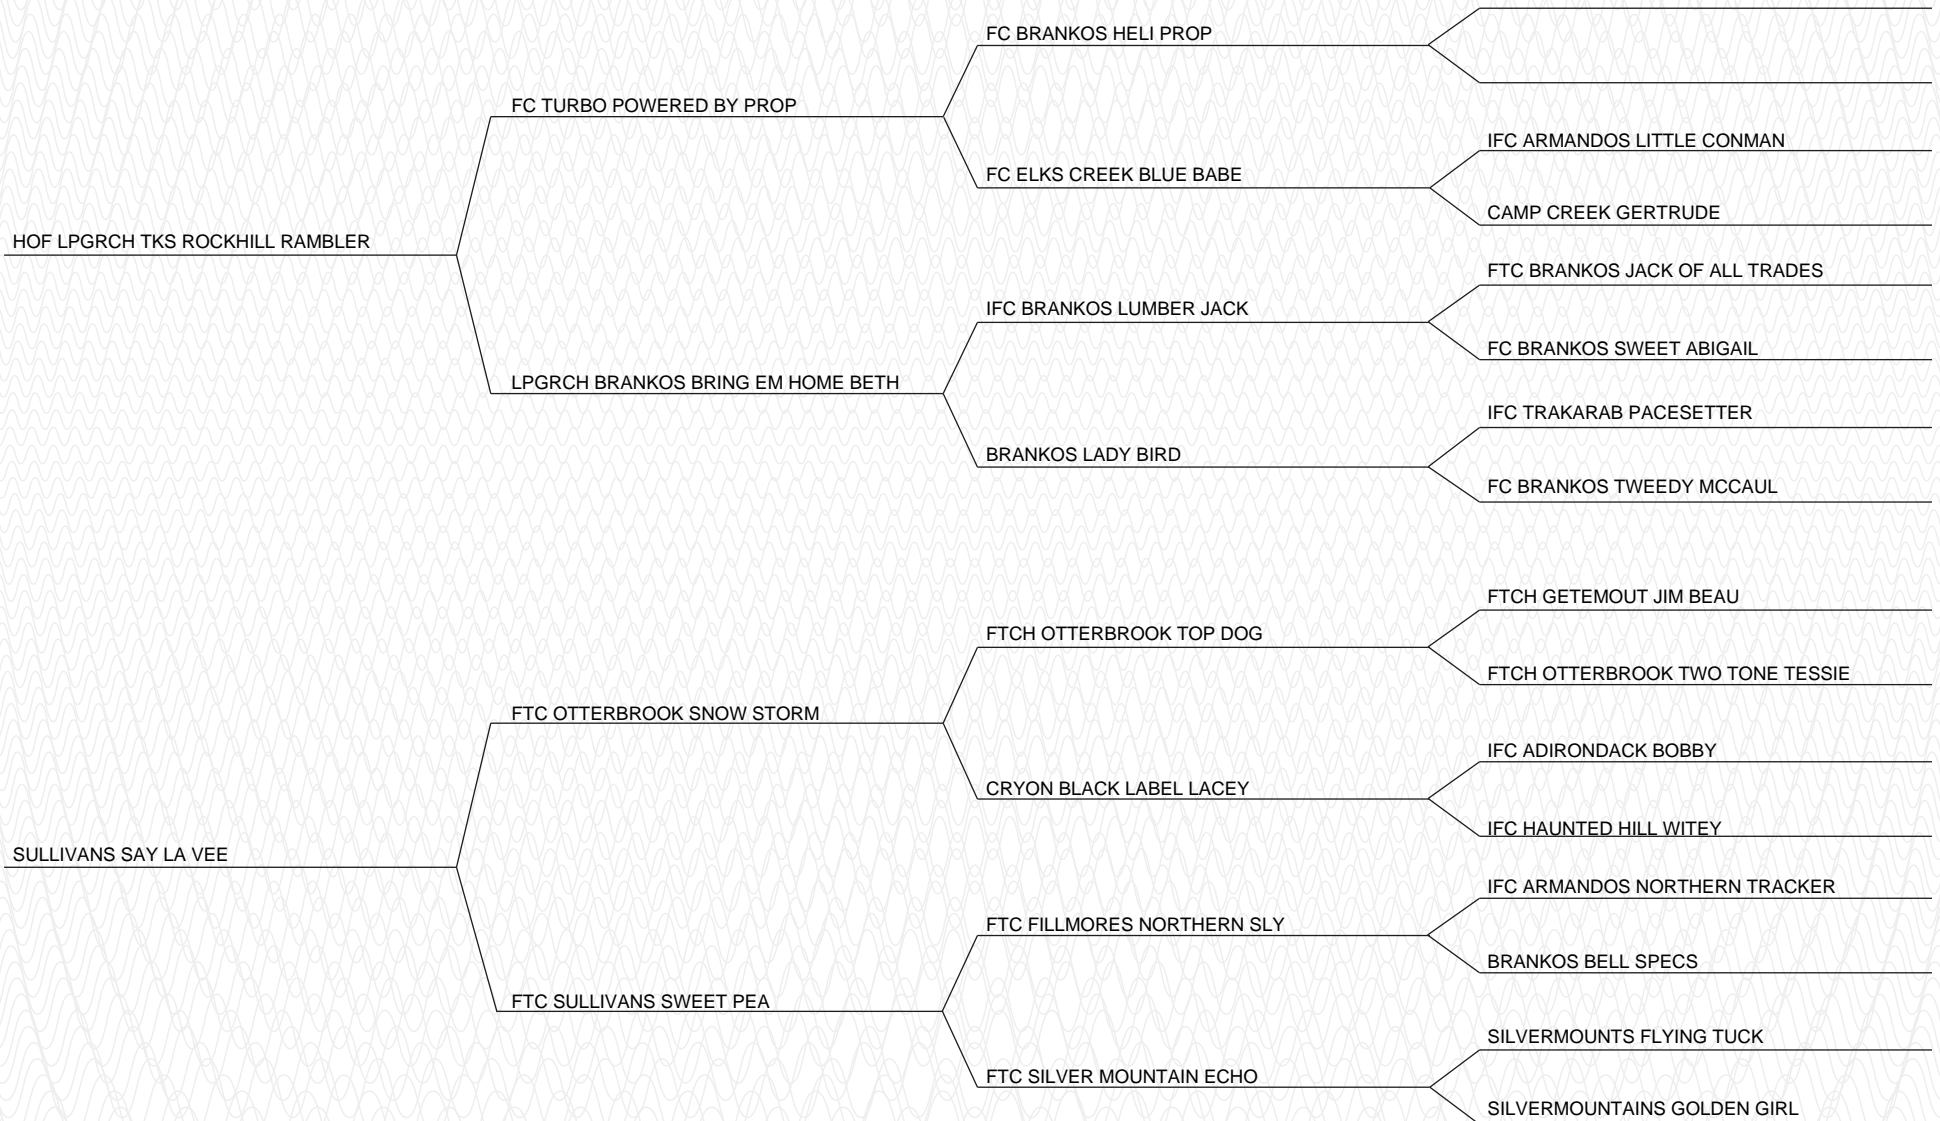 FC BRANKOS HELI PROP
FC TURBO POWERED BY PROP
IFC ARMANDOS LITTLE CONMAN
FC ELKS CREEK BLUE BABE
CAMP CREEK GERTRUDE
HOF LPGRCH TKS ROCKHILL RAMBLER
FTC BRANKOS JACK OF ALL TRADES
IFC BRANKOS LUMBER JACK
FC BRANKOS SWEET ABIGAIL
LPGRCH BRANKOS BRING EM HOME BETH
IFC TRAKARAB PACESETTER
BRANKOS LADY BIRD
FC BRANKOS TWEEDY MCCAUL
FTCH GETEMOUT JIM BEAU
FTCH OTTERBROOK TOP DOG
FTCH OTTERBROOK TWO TONE TESSIE
FTC OTTERBROOK SNOW STORM
IFC ADIRONDACK BOBBY
CRYON BLACK LABEL LACEY
IFC HAUNTED HILL WITEY
SULLIVANS SAY LA VEE
IFC ARMANDOS NORTHERN TRACKER
FTC FILLMORES NORTHERN SLY
BRANKOS BELL SPECS
FTC SULLIVANS SWEET PEA
SILVERMOUNTS FLYING TUCK
FTC SILVER MOUNTAIN ECHO
SILVERMOUNTAINS GOLDEN GIRL